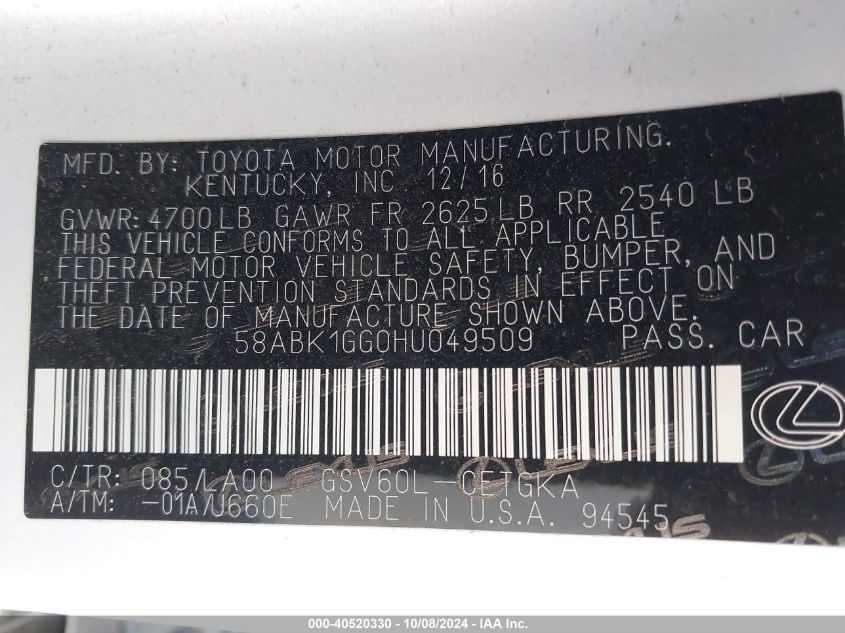 MFD. BY: TOYOTA MOTOR MANUFACTURING.
KENTUCKY, INC 12/16
GVWR: 4700 LB GAWR FR 2625 LB RR 2540 LB
THIS VEHICLE CONFORMS TO ALL APPLICABLE
FEDERAL MOTOR VEHICLE SAFETY, BUMPER, AND
THEFT PREVENTION STANDARDS IN EFFECT ON
THE DATE OF MANUFACTURE SHOWN ABOVE.
58ABK1GG0HU049509 PASS. CAR
C/TR: 085/LA00 GSV60L-CETGKA
A/TM: -01A/U660E MADE IN U.S.A. 94545
000-40520330 - 10/08/2024 - IAA Inc.